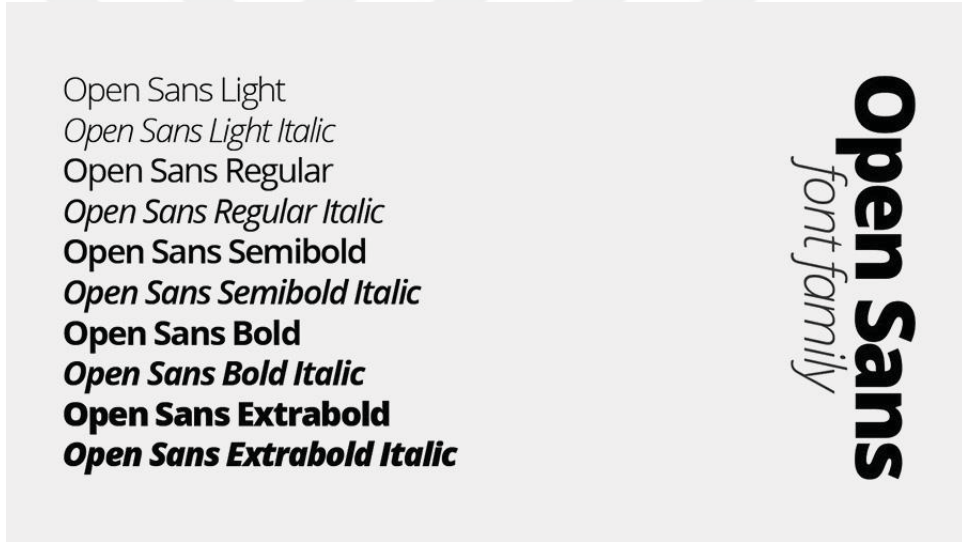 Open Sans Light
Open Sans Light Italic
Open Sans Regular
Open Sans Regular Italic
Open Sans Semibold
Open Sans Semibold Italic
Open Sans Bold
Open Sans Bold Italic
Open Sans Extrabold
Open Sans Extrabold Italic
Open Sans
font family